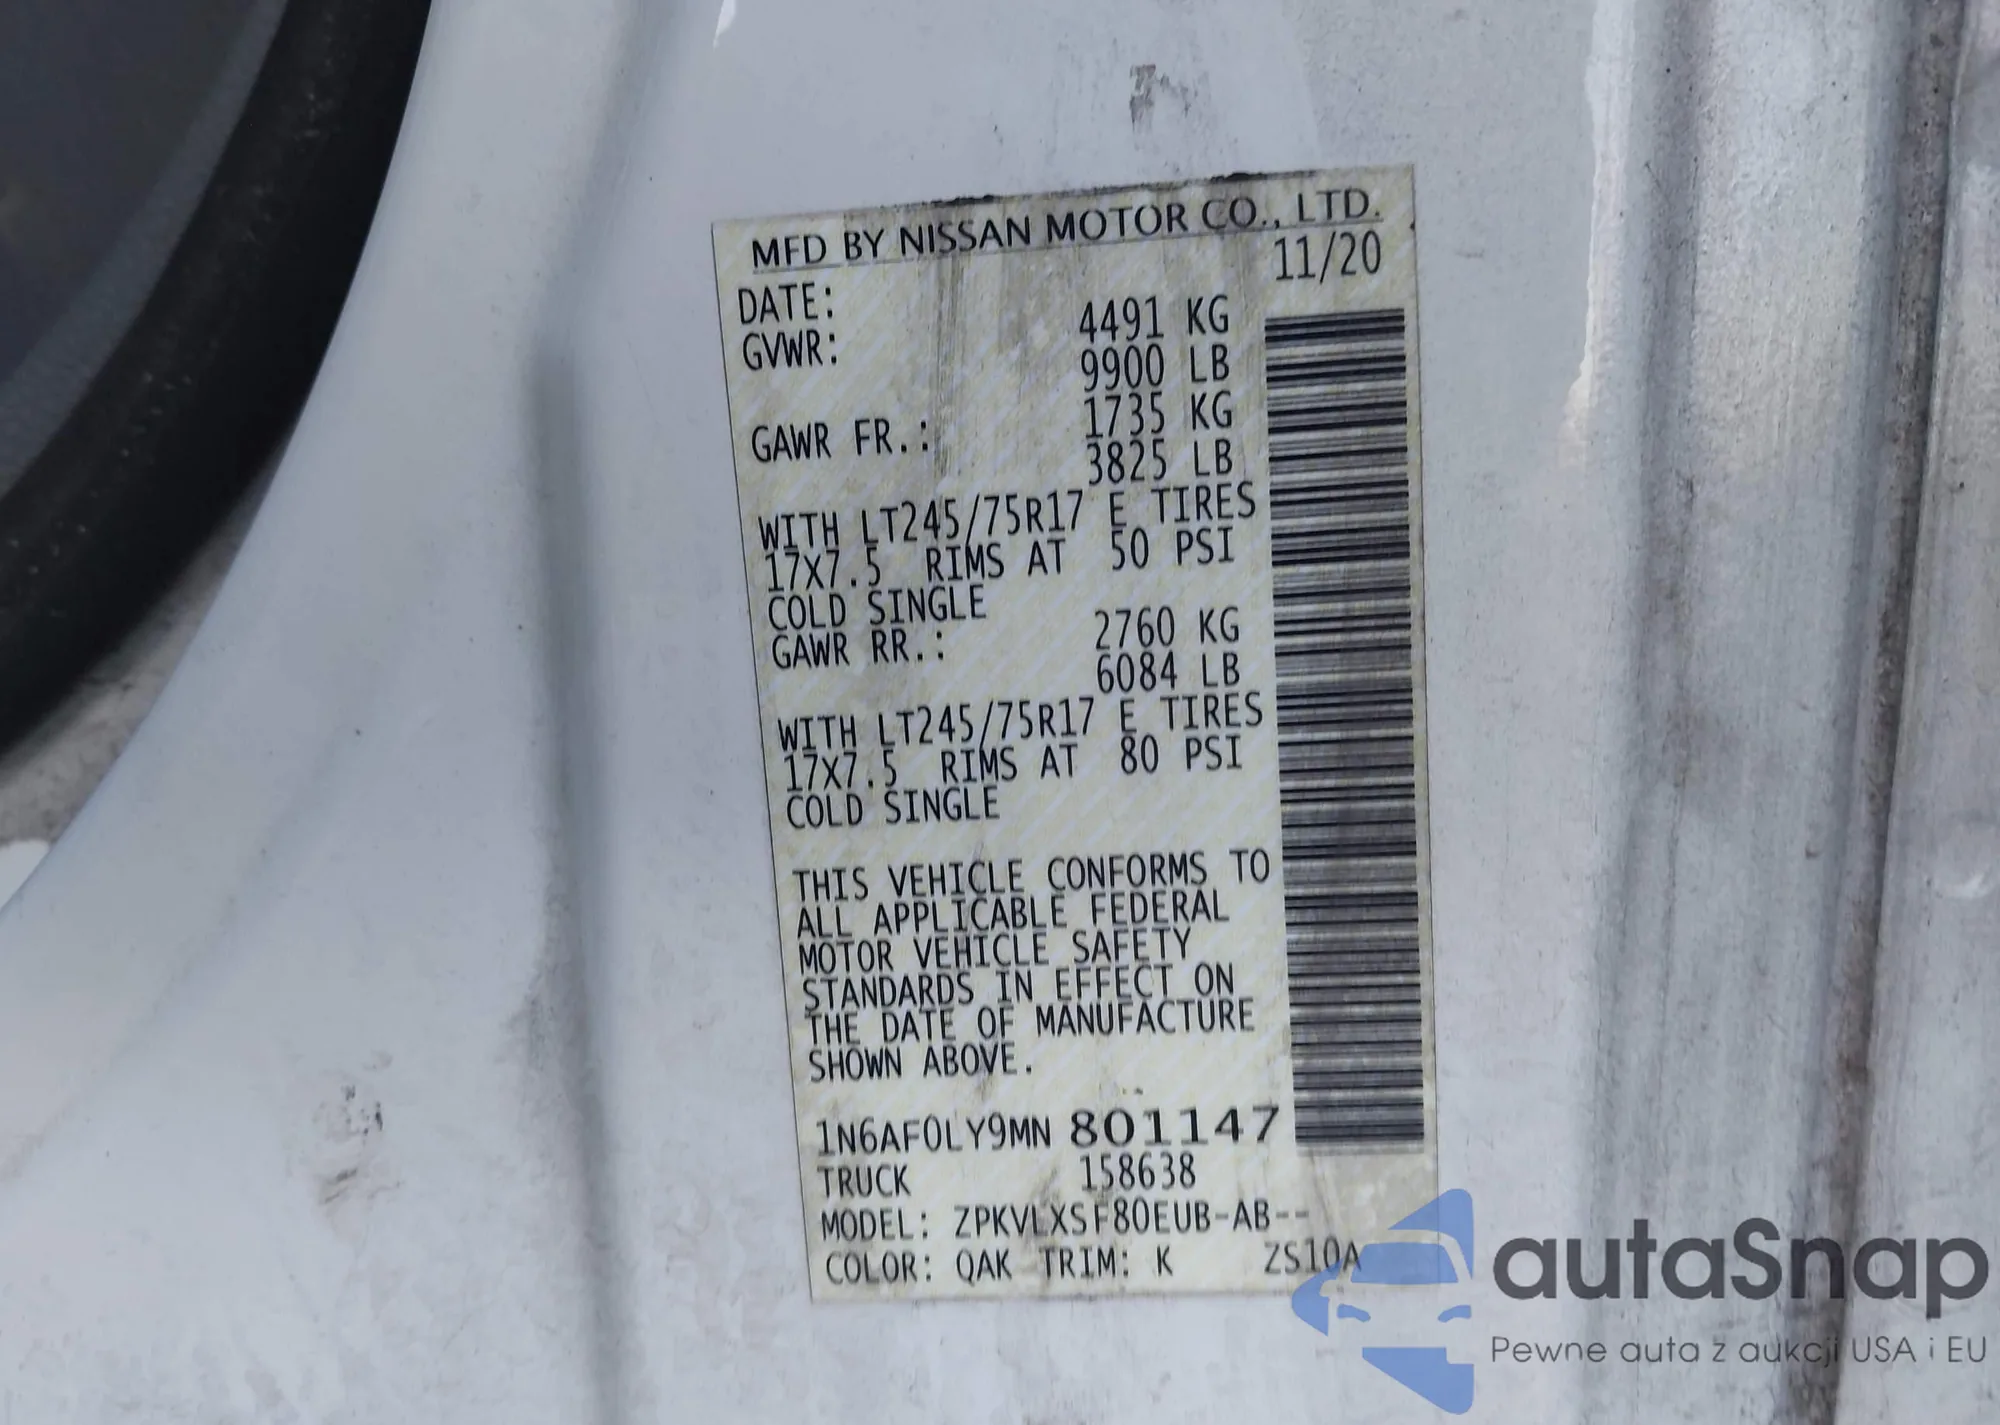 MFD BY NISSAN MOTOR CO., LTD.
DATE: 11/20
GVWR: 4491 KG
9900 LB
GAWR FR.: 1735 KG
3825 LB
WITH LT245/75R17 E TIRES
17X7.5 RIMS AT 50 PSI
COLD SINGLE
GAWR RR.: 2760 KG
6084 LB
WITH LT245/75R17 E TIRES
17X7.5 RIMS AT 80 PSI
COLD SINGLE
THIS VEHICLE CONFORMS TO
ALL APPLICABLE FEDERAL
MOTOR VEHICLE SAFETY
STANDARDS IN EFFECT ON
THE DATE OF MANUFACTURE
SHOWN ABOVE.
1N6AF0LY9MN 801147
TRUCK 158638
MODEL: ZPKVLXSF80EUB-AB--
COLOR: QAK TRIM: K ZS10A
autaSnap
Pewne auta z aukcji USA i EU